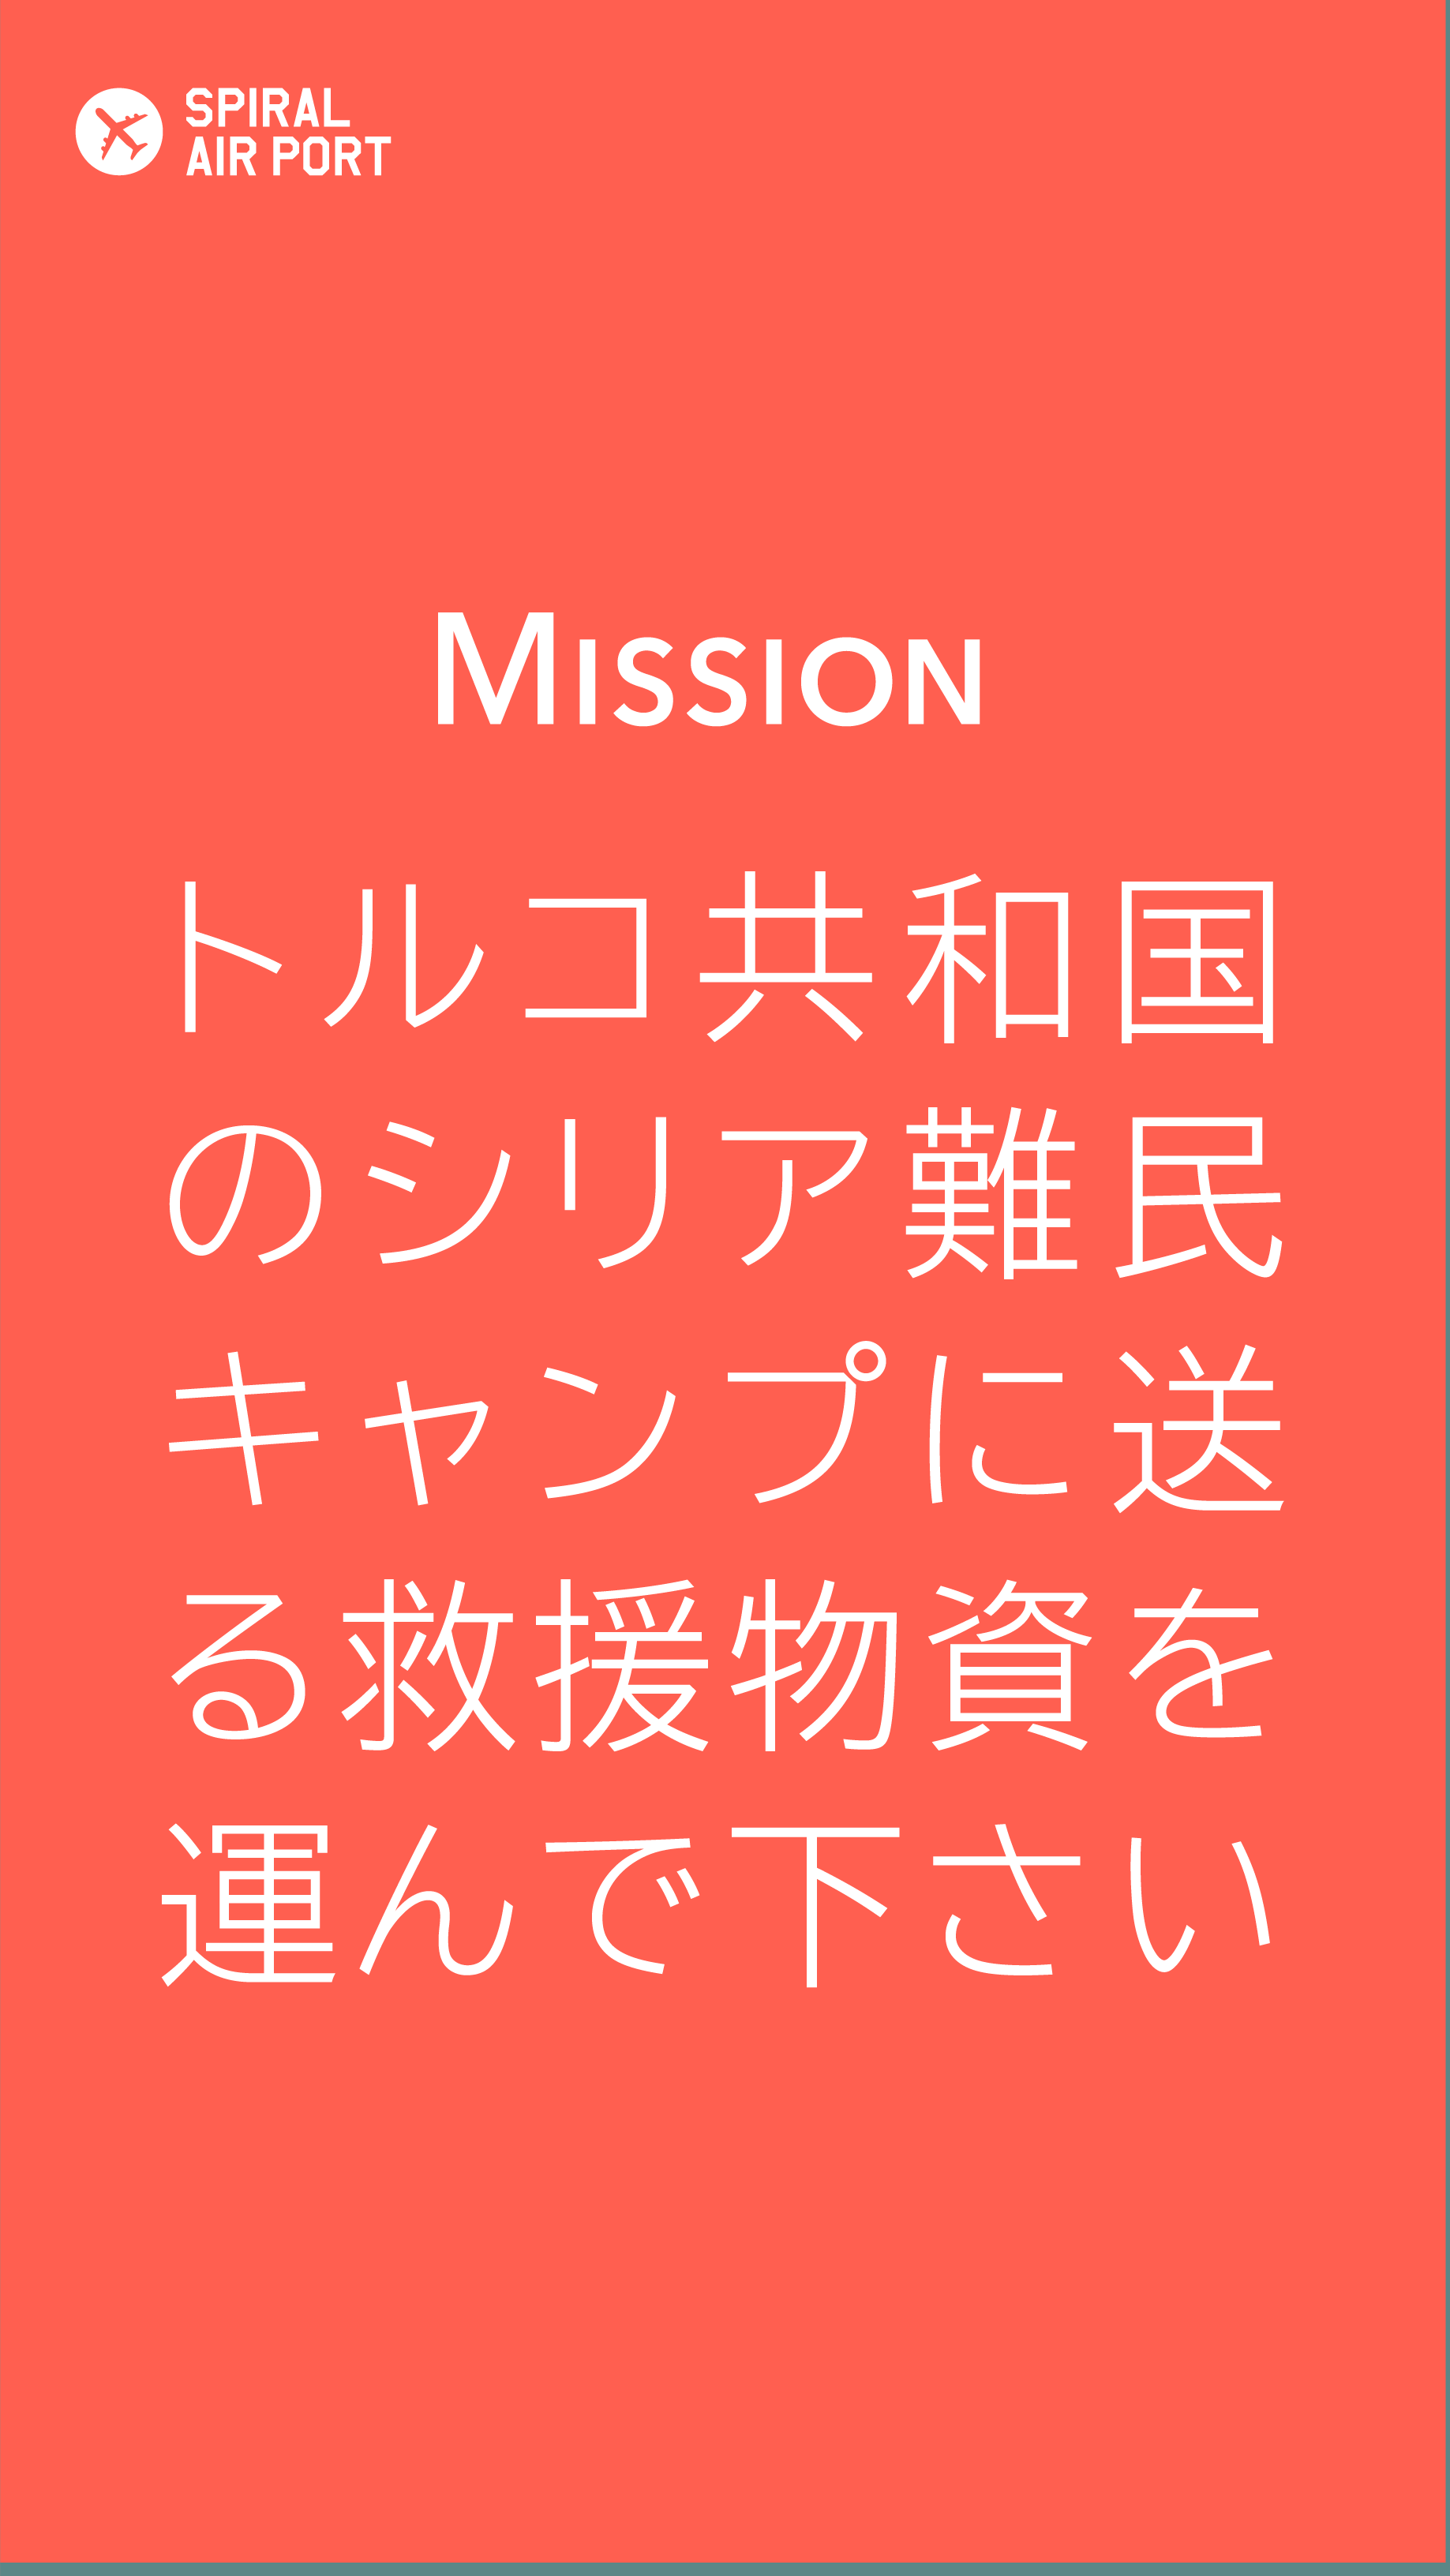 SPIRAL
AIR PORT
MISSION
トルコ共和国
のシリア難民
キャンプに送
る救援物資を
運んで下さい